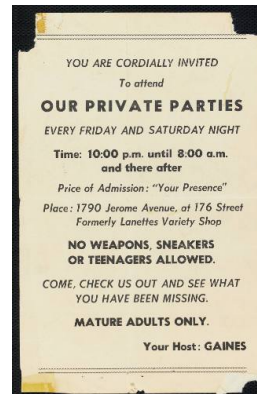 YOU ARE CORDIALLY INVITED
To attend
OUR PRIVATE PARTIES
EVERY FRIDAY AND SATURDAY NIGHT
Time: 10:00 p.m. until 8:00 a.m.
and there after
Price of Admission: "Your Presence"
Place: 1790 Jerome Avenue, at 176 Street
Formerly Lanettes Variety Shop
NO WEAPONS, SNEAKERS
OR TEENAGERS ALLOWED.
COME, CHECK US OUT AND SEE WHAT
YOU HAVE BEEN MISSING.
MATURE ADULTS ONLY.
Your Host: GAINES